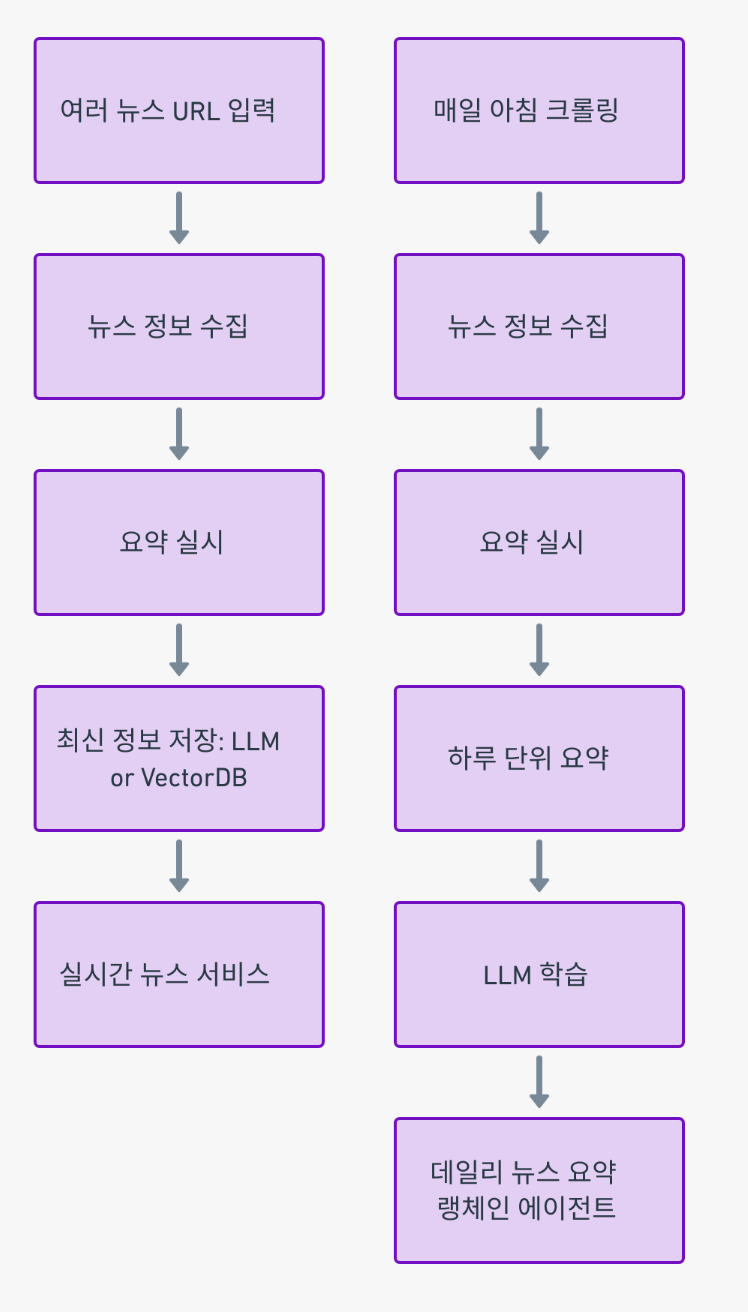 여러 뉴스 URL 입력
뉴스 정보 수집
요약 실시
최신 정보 저장: LLM
or VectorDB
실시간 뉴스 서비스
매일 아침 크롤링
뉴스 정보 수집
요약 실시
하루 단위 요약
LLM 학습
데일리 뉴스 요약
랭체인 에이전트